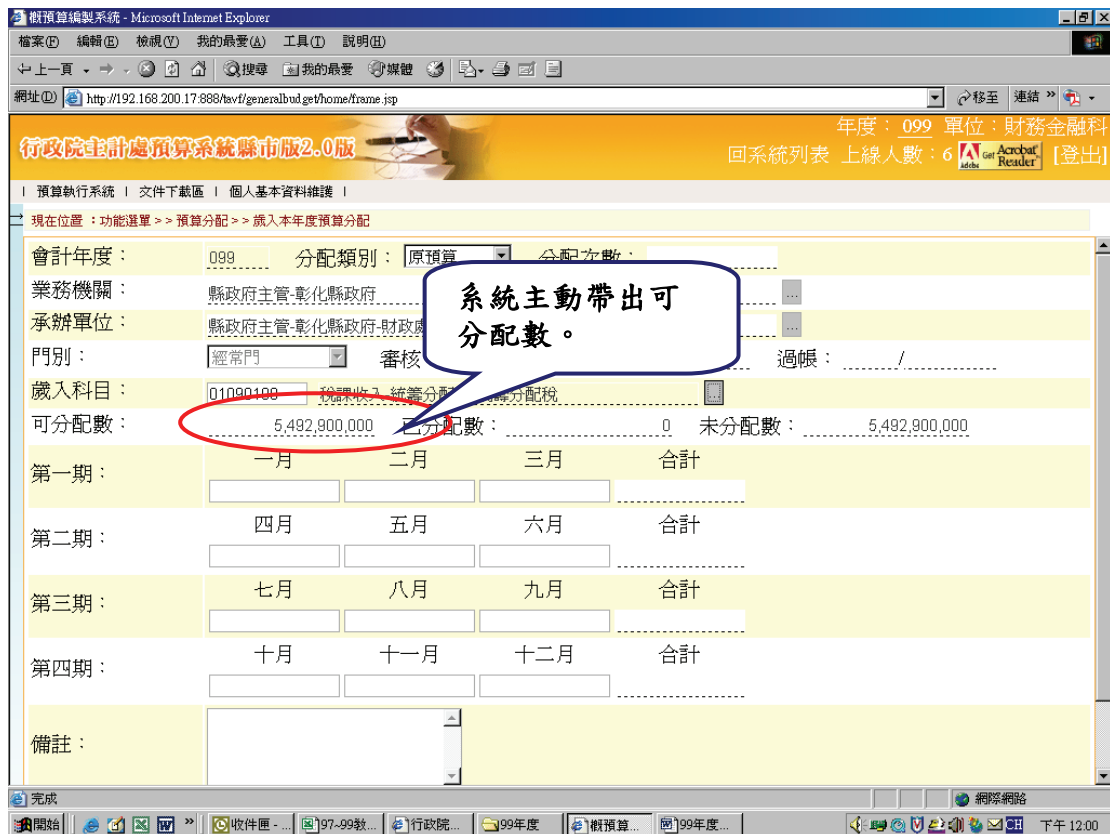 概預算編製系統 - Microsoft Internet Explorer
檔案(F) 編輯(E) 檢視(V) 我的最愛(A) 工具(T) 說明(H)
上一頁 搜尋 我的最愛 媒體
網址(D) http://192.168.200.17:888/tavf/generalbudget/home/frame.jsp 移至 連結 »
行政院主計處預算系統縣市版2.0版
年度：099 單位：財務金融科
回系統列表 上線人數：6 Get Acrobat Reader Adobe [登出]
| 預算執行系統 | 文件下載區 | 個人基本資料維護 |
現在位置 ：功能選單>>預算分配>>歲入本年度預算分配
會計年度： 099 分配類別： 原預算 分配次數：
業務機關： 縣政府主管-彰化縣政府 ...
承辦單位： 縣政府主管-彰化縣政府-財政處 ...
系統主動帶出可
分配數。
門別： 經常門 審核 過帳： /
歲入科目： 01090100 稅課收入-統籌分配 籌分配稅 ...
可分配數： 5,492,900,000 已分配數： 0 未分配數： 5,492,900,000
第一期： 一月 二月 三月 合計
第二期： 四月 五月 六月 合計
第三期： 七月 八月 九月 合計
第四期： 十月 十一月 十二月 合計
備註：
完成 網際網路
開始 » 收件匣 - ... 97~99教... 行政院... 99年度 概預算... 99年度... CH 下午 12:00